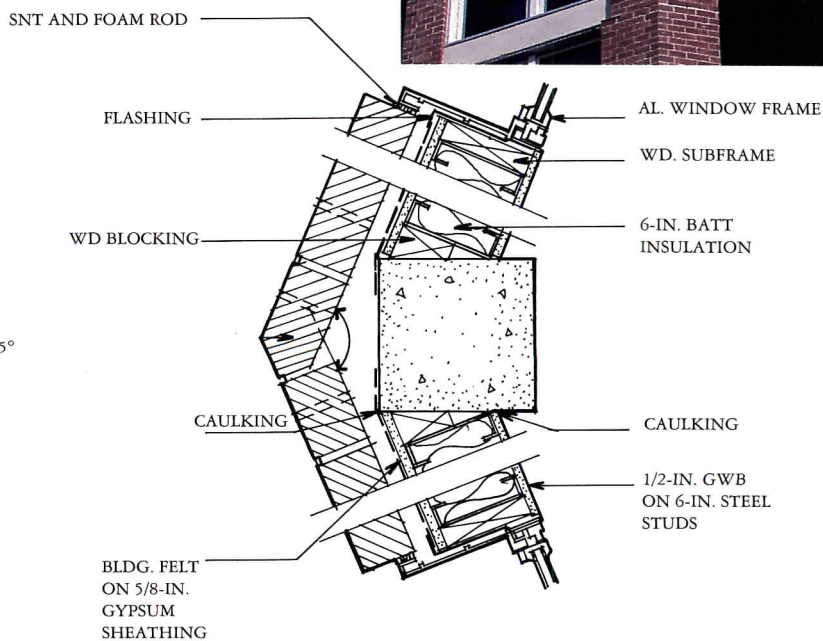 SNT AND FOAM ROD
FLASHING
AL. WINDOW FRAME
WD. SUBFRAME
WD BLOCKING
6-IN. BATT
INSULATION
5°
CAULKING
CAULKING
1/2-IN. GWB
ON 6-IN. STEEL
STUDS
BLDG. FELT
ON 5/8-IN.
GYPSUM
SHEATHING